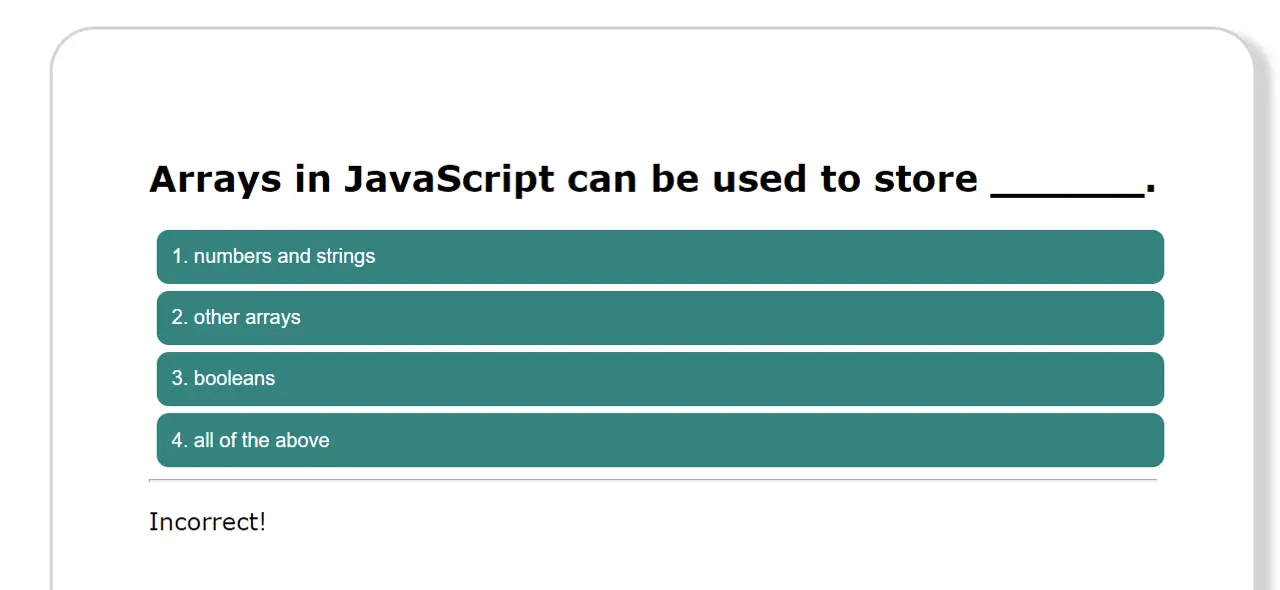 Arrays in JavaScript can be used to store _______.
1. numbers and strings
2. other arrays
3. booleans
4. all of the above
Incorrect!